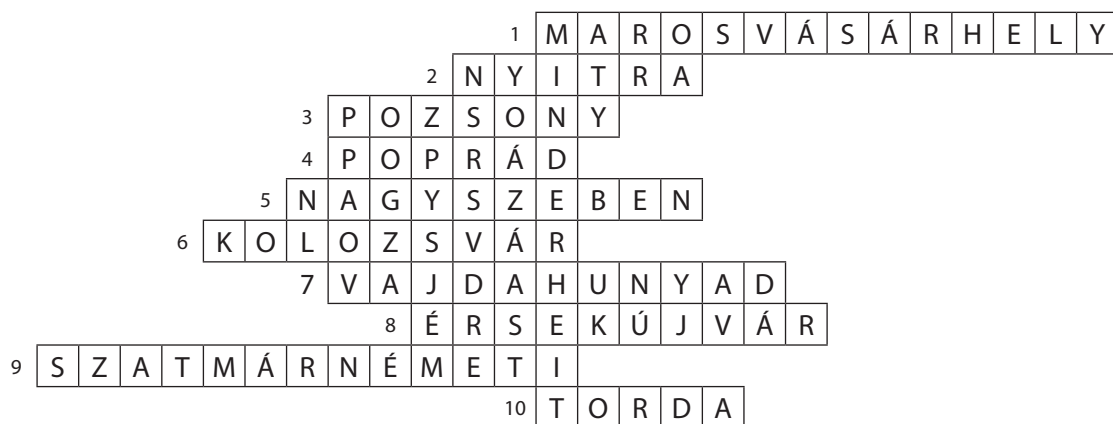 1 MAROSVÁSÁRHELY
2 NYITRA
3 POZSONY
4 POPRÁD
5 NAGYSZEBEN
6 KOLOZSVÁR
7 VAJDAHUNYAD
8 ÉRSEKÚJVÁR
9 SZATMÁRNÉMETI
10 TORDA